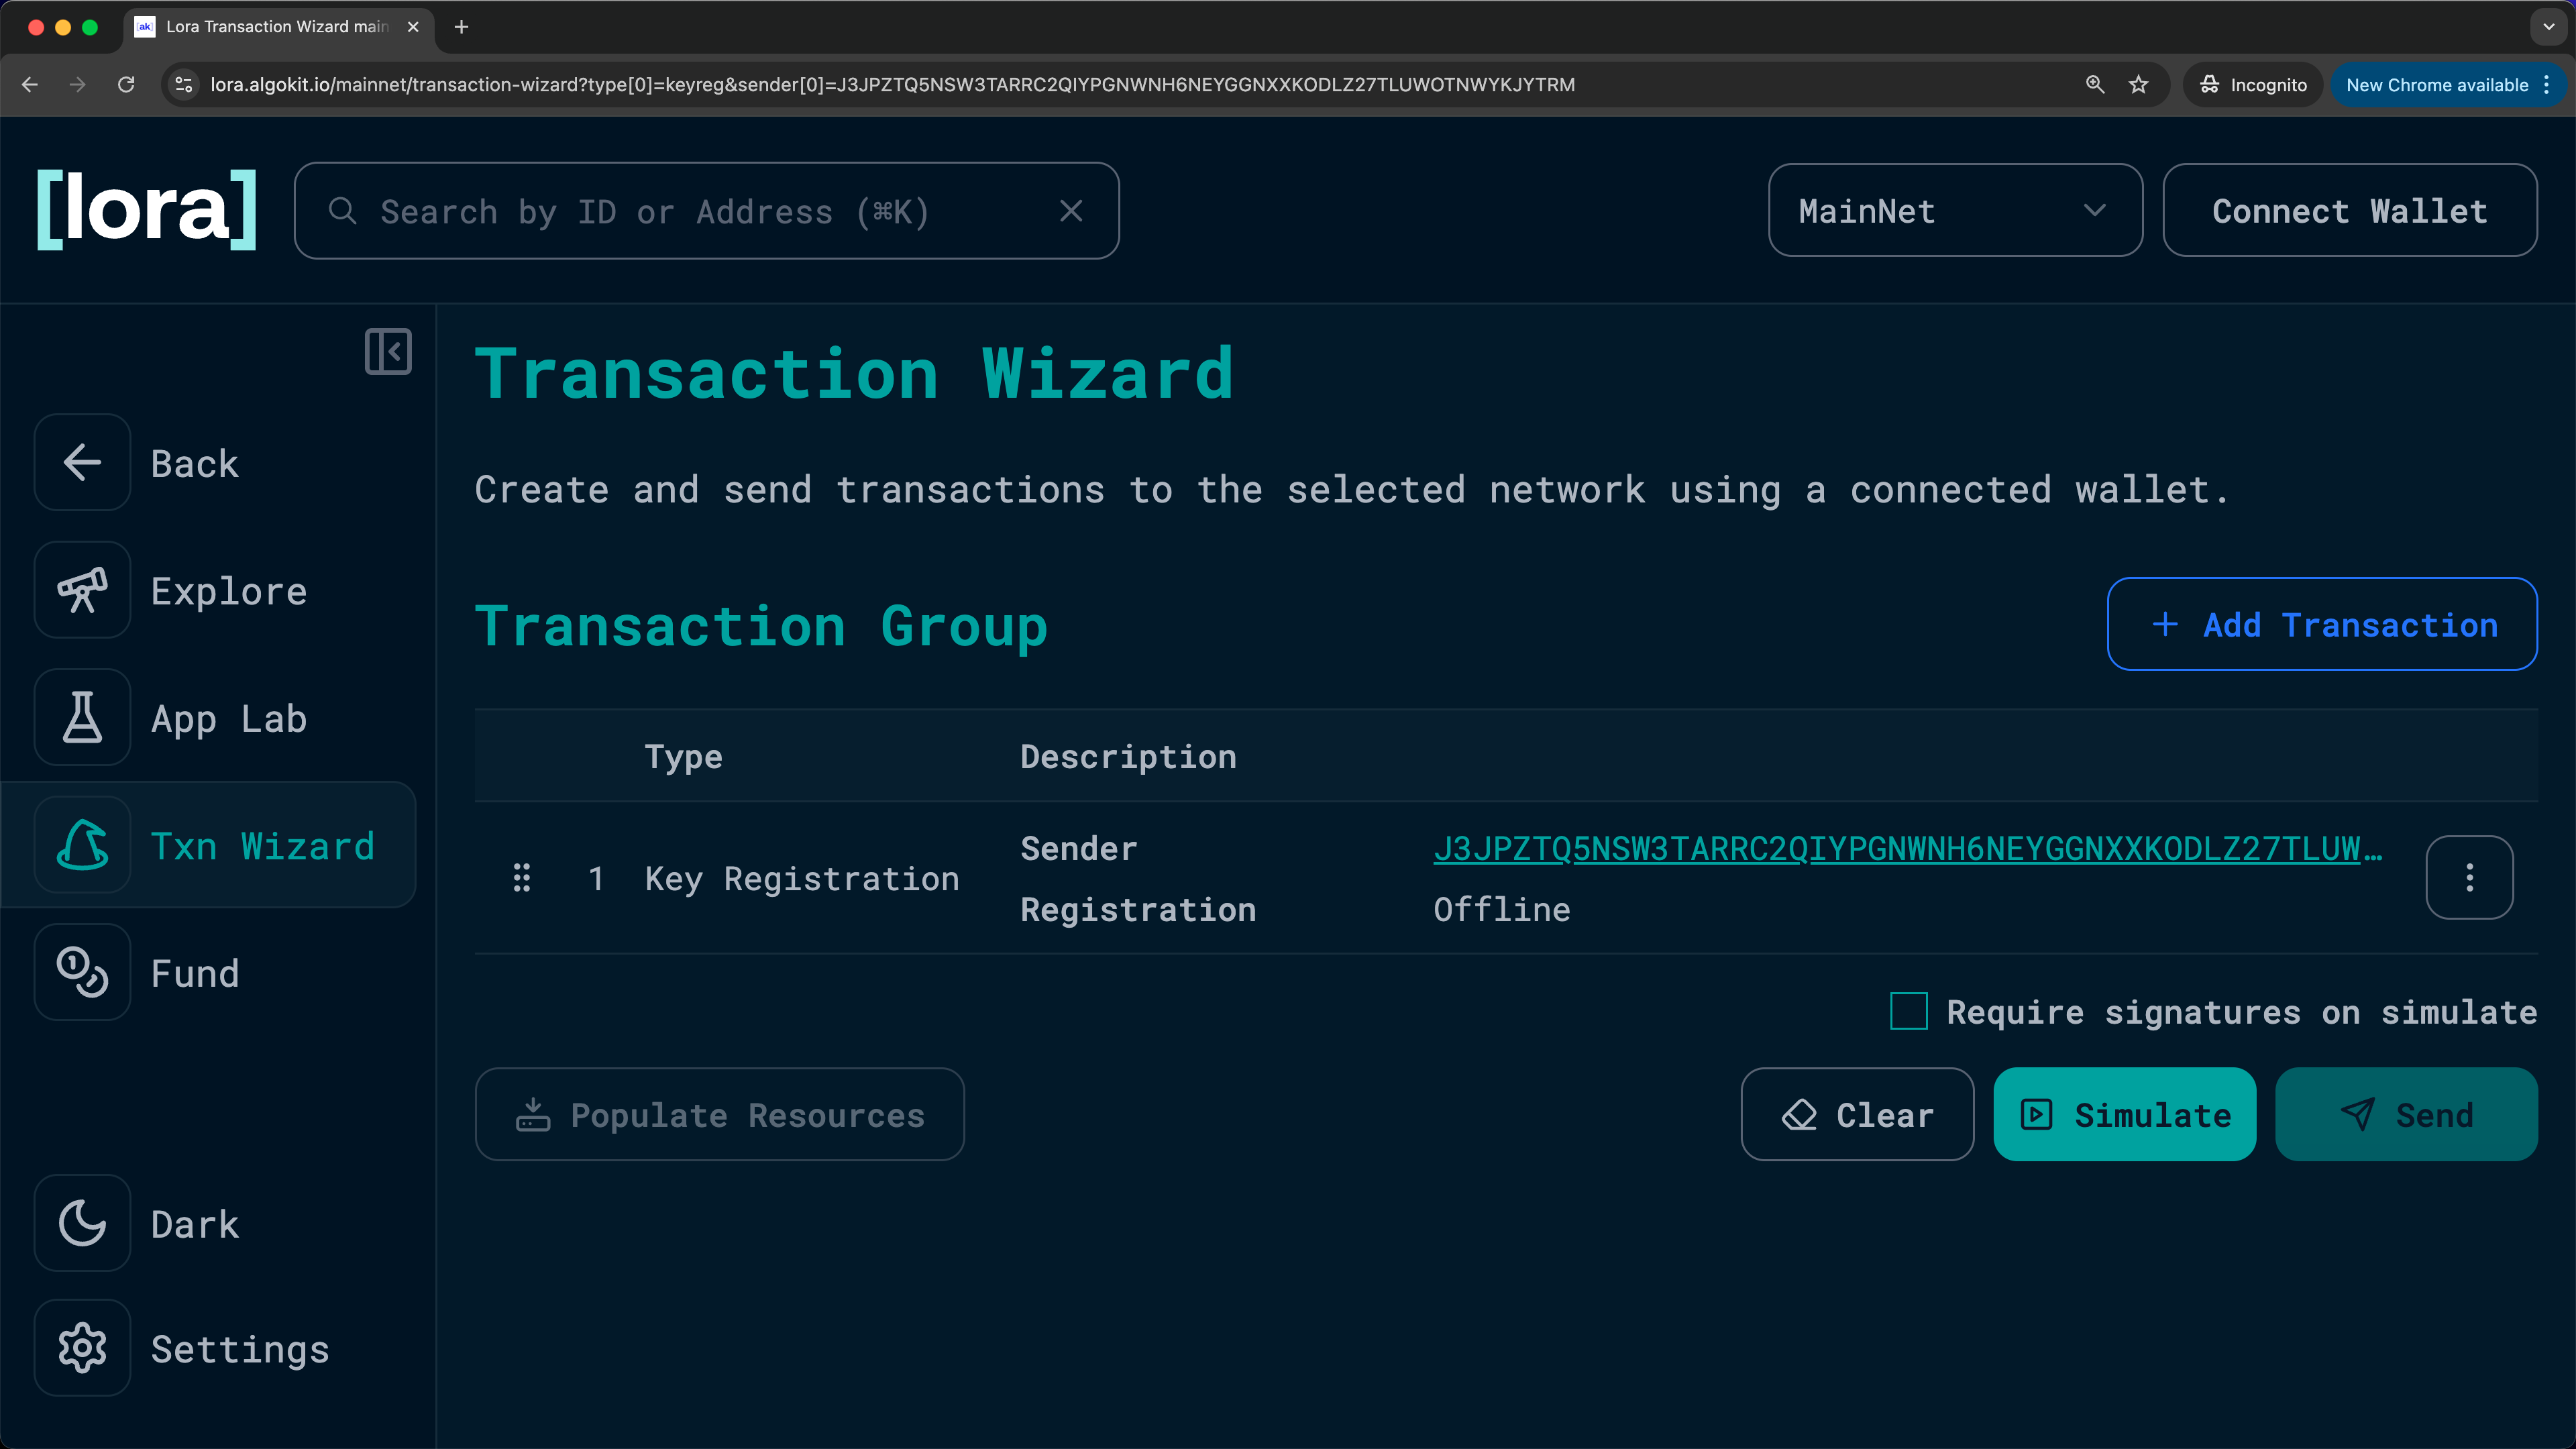 Lora Transaction Wizard main
lora.algokit.io/mainnet/transaction-wizard?type[0]=keyreg&sender[0]=J3JPZTQ5NSW3TARRC2QIYPGNWNH6NEYGGNXXKODLZ27TLUWOTNWYKJYTRM
Incognito
New Chrome available
[lora]
Search by ID or Address (⌘K)
MainNet
Connect Wallet
Back
Explore
App Lab
Txn Wizard
Fund
Dark
Settings
Transaction Wizard
Create and send transactions to the selected network using a connected wallet.
Transaction Group
Add Transaction
Type Description
1 Key Registration
Sender J3JPZTQ5NSW3TARRC2QIYPGNWNH6NEYGGNXXKODLZ27TLUW…
Registration Offline
Require signatures on simulate
Populate Resources
Clear
Simulate
Send